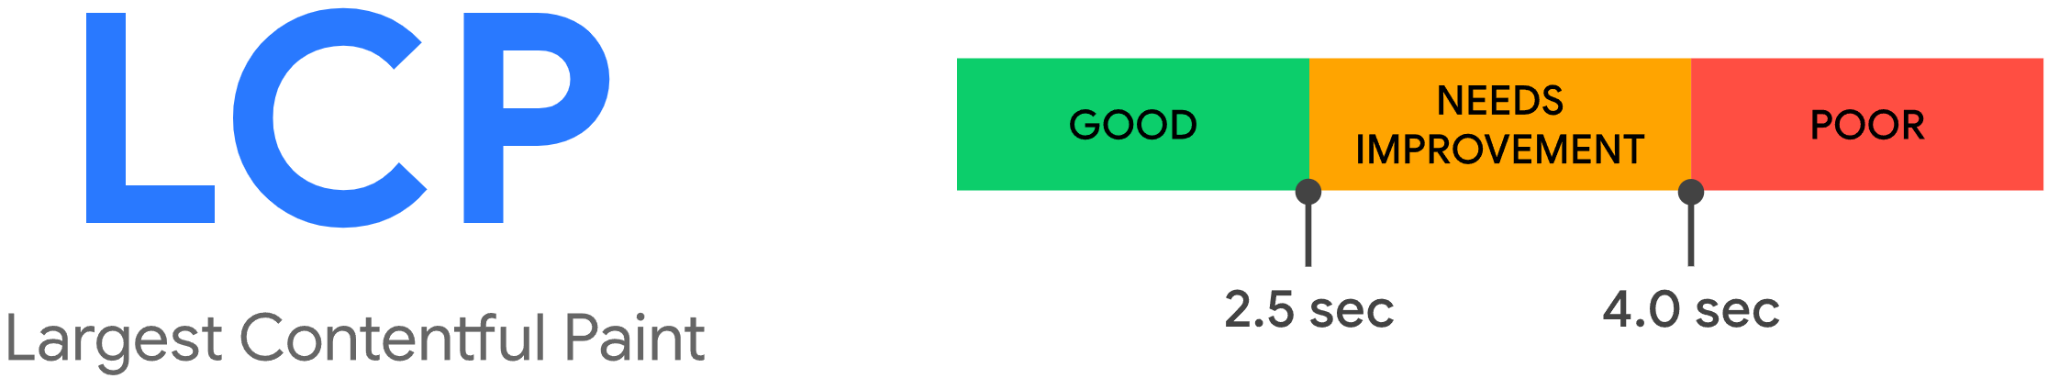 LCP
Largest Contentful Paint
GOOD
NEEDS
IMPROVEMENT
POOR
2.5 sec
4.0 sec